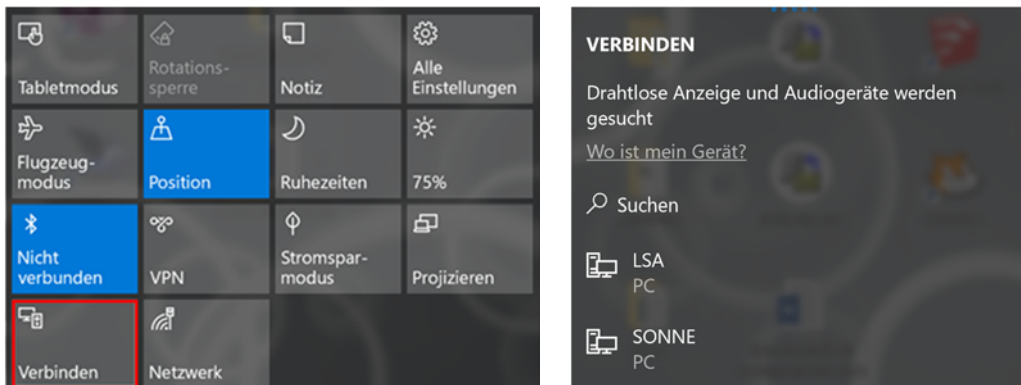 Tabletmodus
Rotations-
sperre
Notiz
Alle
Einstellungen
Flugzeug-
modus
Position
Ruhezeiten
75%
Nicht
verbunden
VPN
Stromspar-
modus
Projizieren
Verbinden
Netzwerk
VERBINDEN
Drahtlose Anzeige und Audiogeräte werden
gesucht
Wo ist mein Gerät?
Suchen
LSA
PC
SONNE
PC